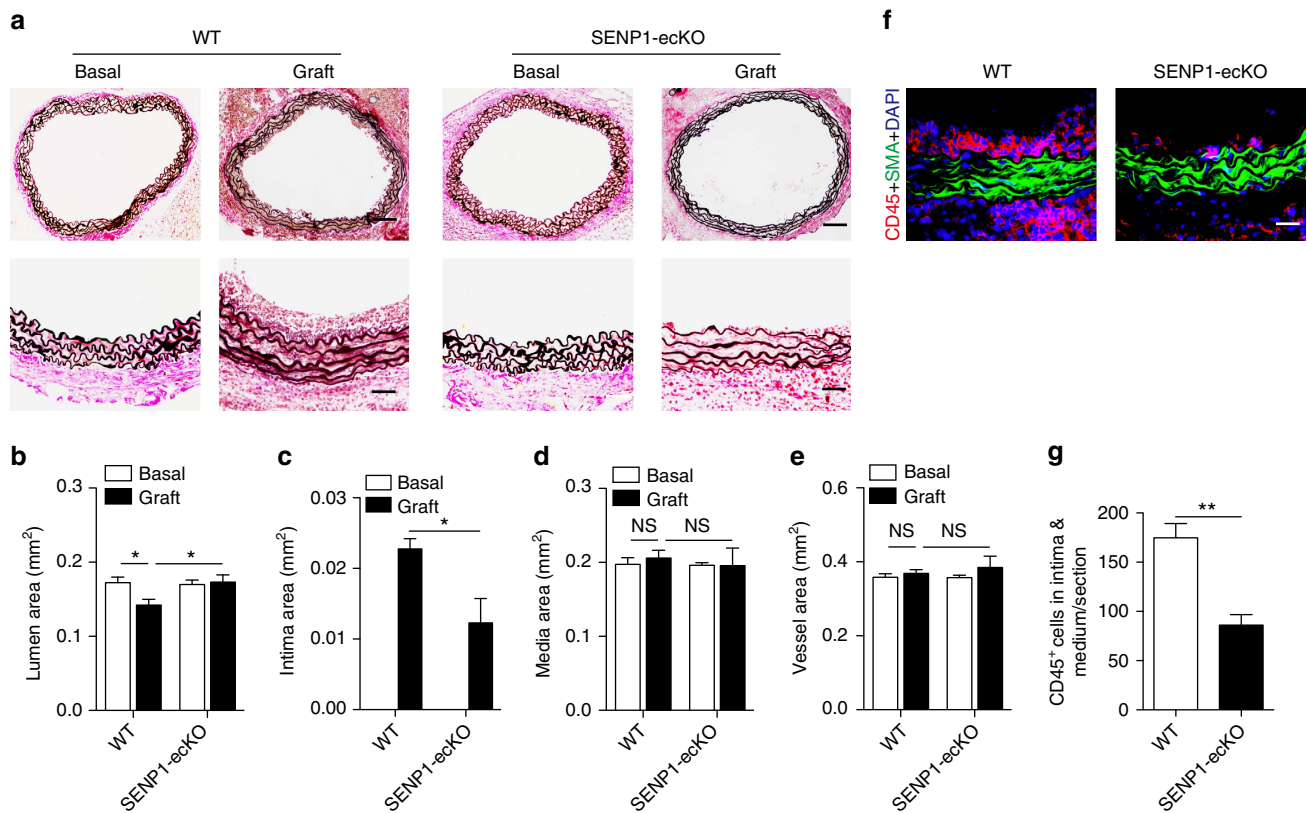 a
WT
SENP1-ecKO
Basal
Graft
Basal
Graft
f
WT
SENP1-ecKO
CD45+SMA+DAPI
b
Basal
Graft
Lumen area (mm²)
0.3
0.2
0.1
0.0
*
*
WT
SENP1-ecKO
c
Basal
Graft
Intima area (mm²)
0.03
0.02
0.01
0.00
*
WT
SENP1-ecKO
d
Basal
Graft
Media area (mm²)
0.3
0.2
0.1
0.0
NS
NS
WT
SENP1-ecKO
e
Basal
Graft
Vessel area (mm²)
0.6
0.4
0.2
0.0
NS
NS
WT
SENP1-ecKO
g
CD45⁺ cells in intima &
medium/section
200
150
100
50
0
**
WT
SENP1-ecKO